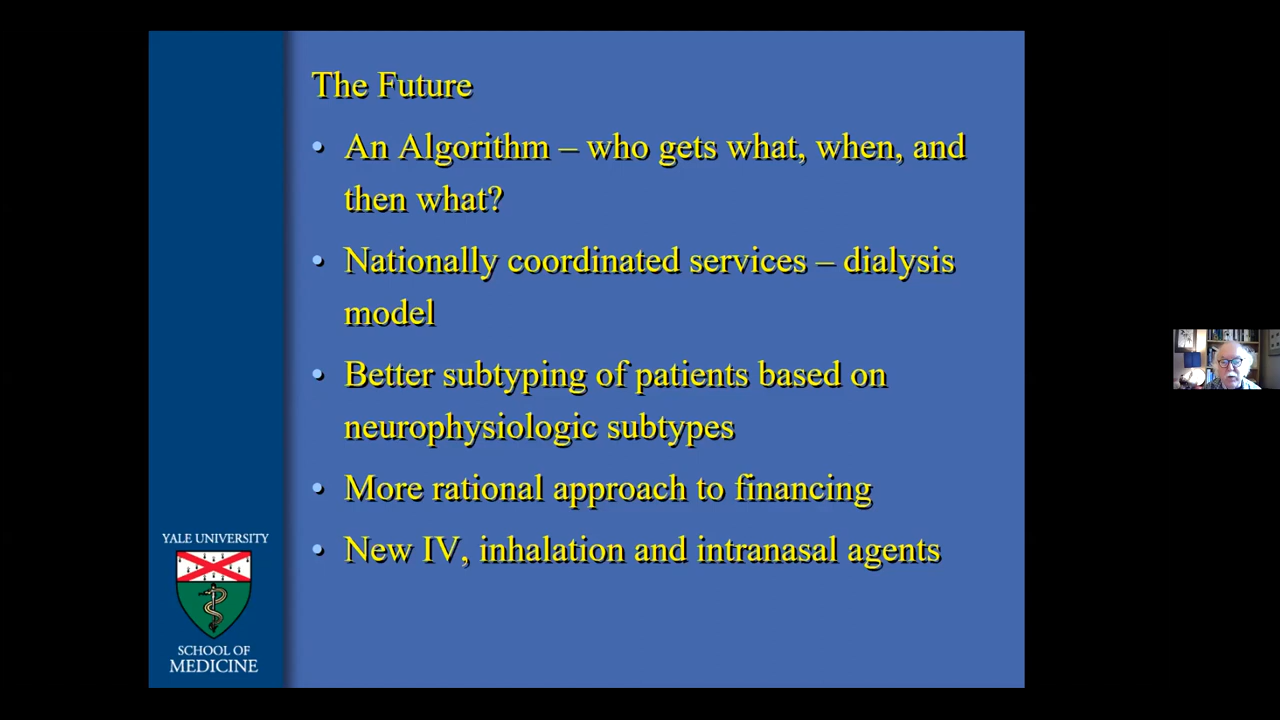 The Future
• An Algorithm – who gets what, when, and
then what?
• Nationally coordinated services – dialysis
model
• Better subtyping of patients based on
neurophysiologic subtypes
• More rational approach to financing
• New IV, inhalation and intranasal agents
YALE UNIVERSITY
SCHOOL OF
MEDICINE